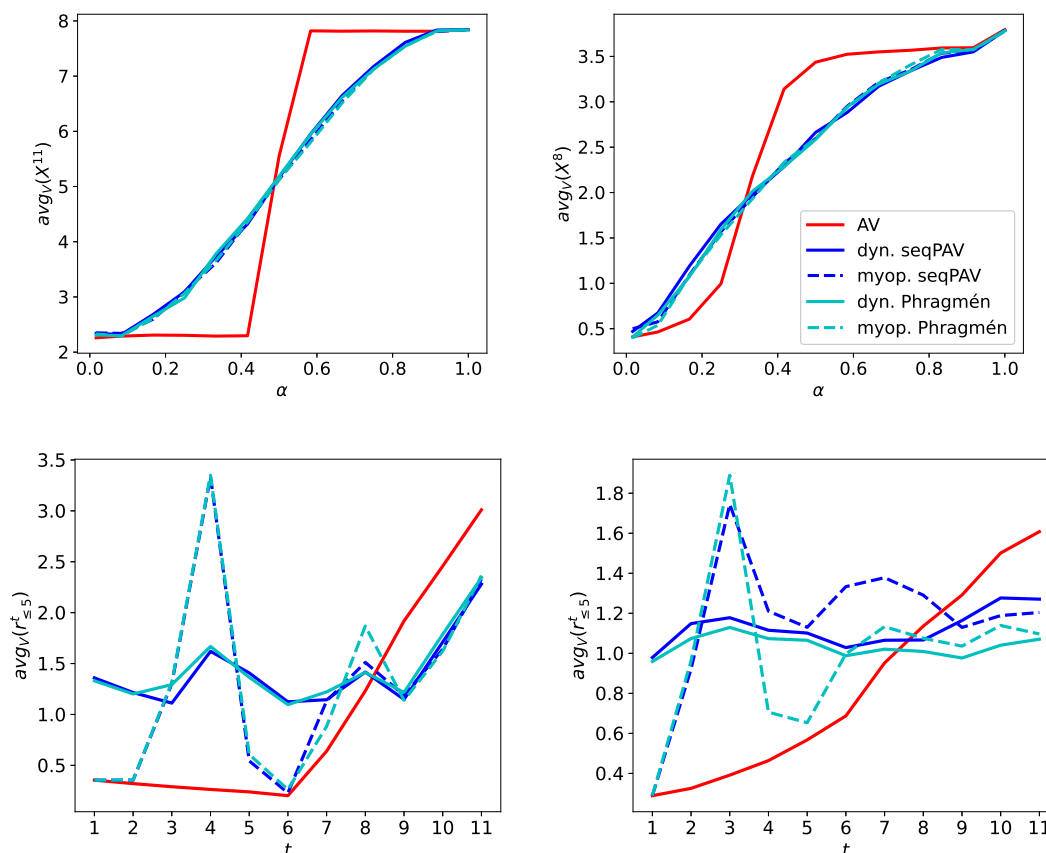 8
7
6
5
4
3
2
avg_V(X^11)
0.0 0.2 0.4 0.6 0.8 1.0
α
3.5
3.0
2.5
2.0
1.5
1.0
0.5
avg_V(X^8)
AV
dyn. seqPAV
myop. seqPAV
dyn. Phragmén
myop. Phragmén
0.0 0.2 0.4 0.6 0.8 1.0
α
3.5
3.0
2.5
2.0
1.5
1.0
0.5
avg_V(r^t_≤5)
1 2 3 4 5 6 7 8 9 10 11
t
1.8
1.6
1.4
1.2
1.0
0.8
0.6
0.4
avg_V(r^t_≤5)
1 2 3 4 5 6 7 8 9 10 11
t